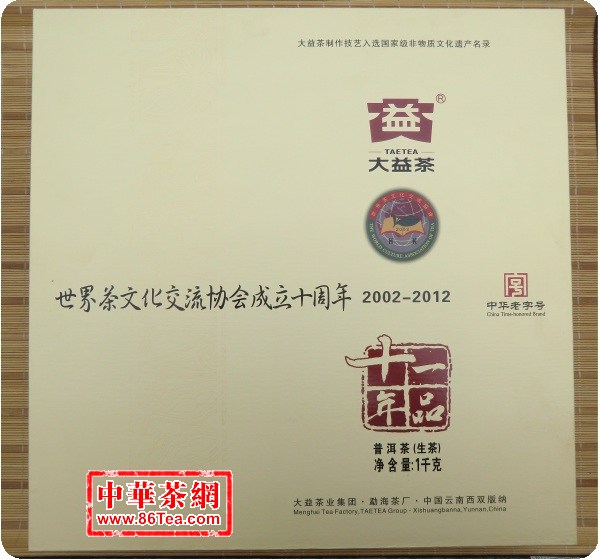 大益茶制作技艺入选国家级非物质文化遗产名录
益®
TAETEA
大益茶
世界茶文化交流协会成立十周年 2002-2012
中华老字号
China Time-honored Brand
十年一品
普洱茶(生茶)
净含量:1千克
大益茶业集团·勐海茶厂·中国云南西双版纳
Menghai Tea Factory,TAETEA Group·Xishuangbanna,Yunnan,China
中華茶網
www.86Tea.com